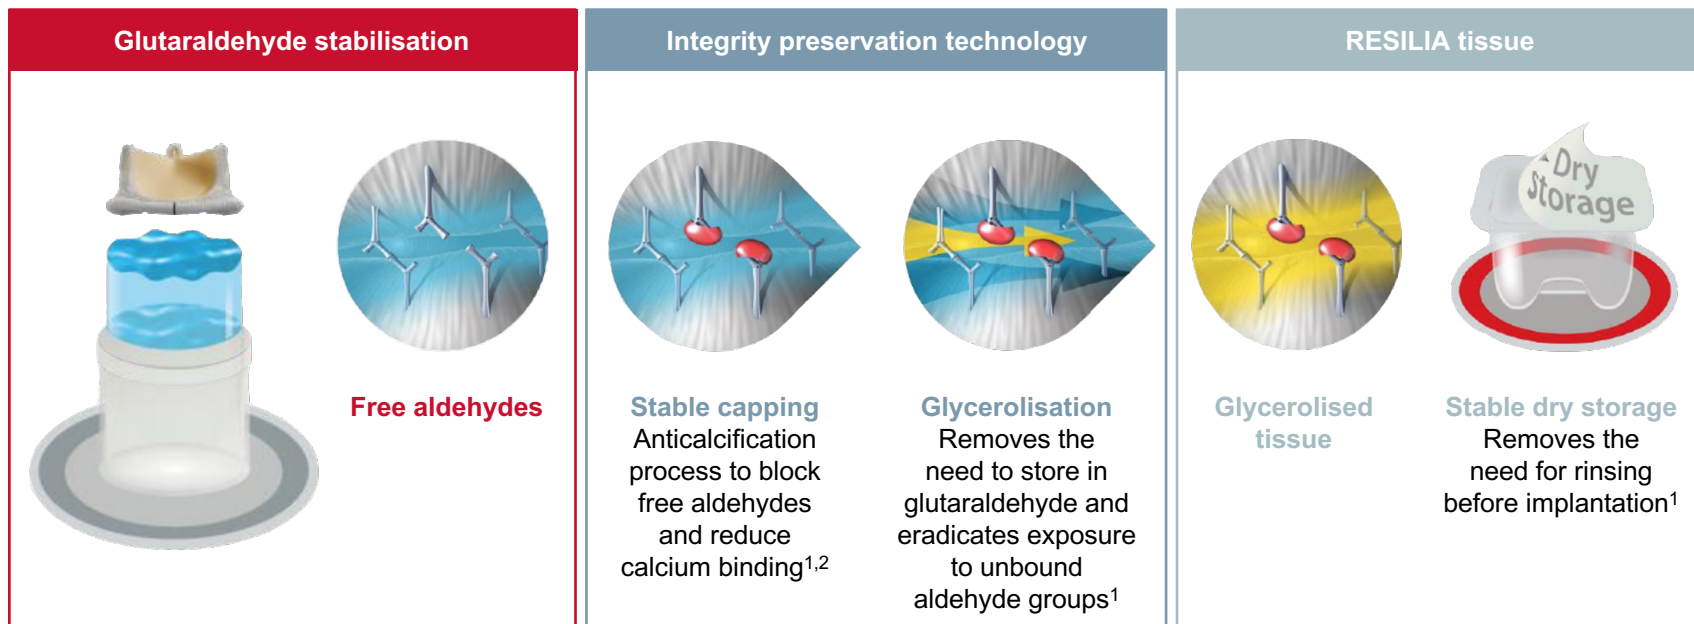 Glutaraldehyde stabilisation
Free aldehydes
Integrity preservation technology
Stable capping
Anticalcification
process to block
free aldehydes
and reduce
calcium binding1,2
Glycerolisation
Removes the
need to store in
glutaraldehyde and
eradicates exposure
to unbound
aldehyde groups1
RESILIA tissue
Glycerolised
tissue
Dry
storage
Stable dry storage
Removes the
need for rinsing
before implantation1